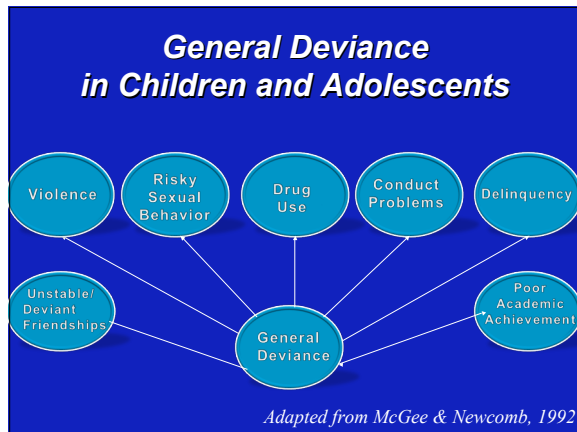 General Deviance
in Children and Adolescents
Violence
Risky
Sexual
Behavior
Drug
Use
Conduct
Problems
Delinquency
Unstable/
Deviant
Friendships
General
Deviance
Poor
Academic
Achievement
Adapted from McGee & Newcomb, 1992